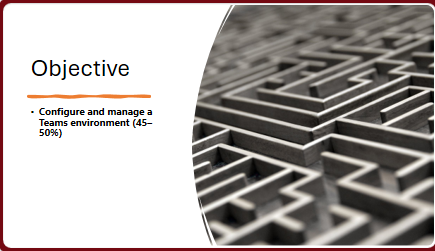 Objective
• Configure and manage a
Teams environment (45–
50%)